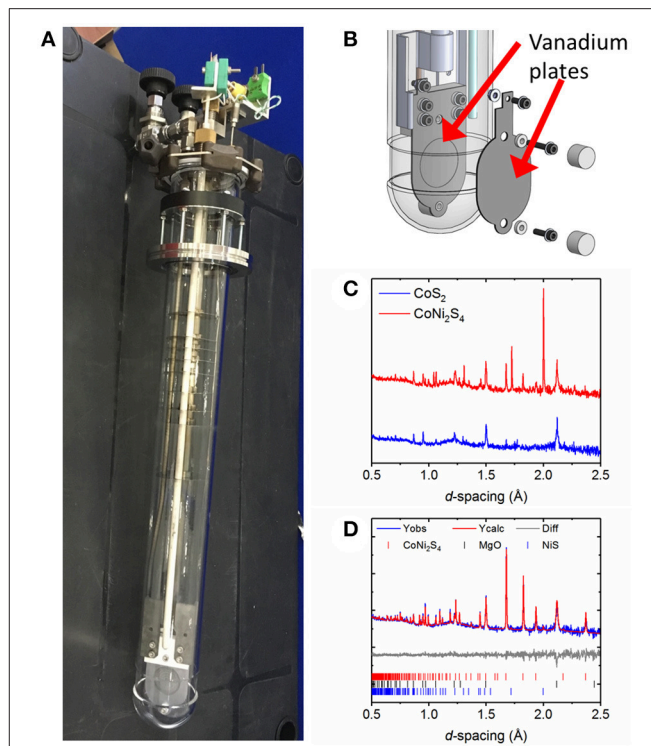 A
B
Vanadium
plates
C
CoS₂
CoNi₂S₄
0.5 1.0 1.5 2.0 2.5
d-spacing (Å)
D
Yobs Ycalc Diff
CoNi₂S₄ MgO NiS
0.5 1.0 1.5 2.0 2.5
d-spacing (Å)